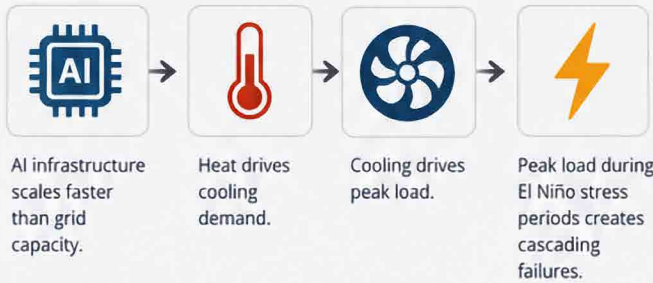 AI
AI infrastructure
scales faster
than grid
capacity.
Heat drives
cooling
demand.
Cooling drives
peak load.
Peak load during
El Niño stress
periods creates
cascading
failures.